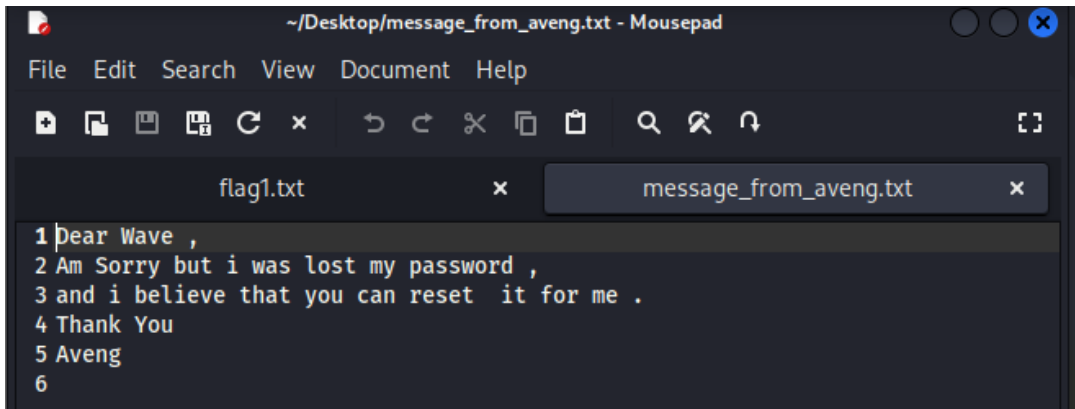 ~/Desktop/message_from_aveng.txt - Mousepad
File Edit Search View Document Help
flag1.txt
message_from_aveng.txt
1 Dear Wave ,
2 Am Sorry but i was lost my password ,
3 and i believe that you can reset  it for me .
4 Thank You
5 Aveng
6